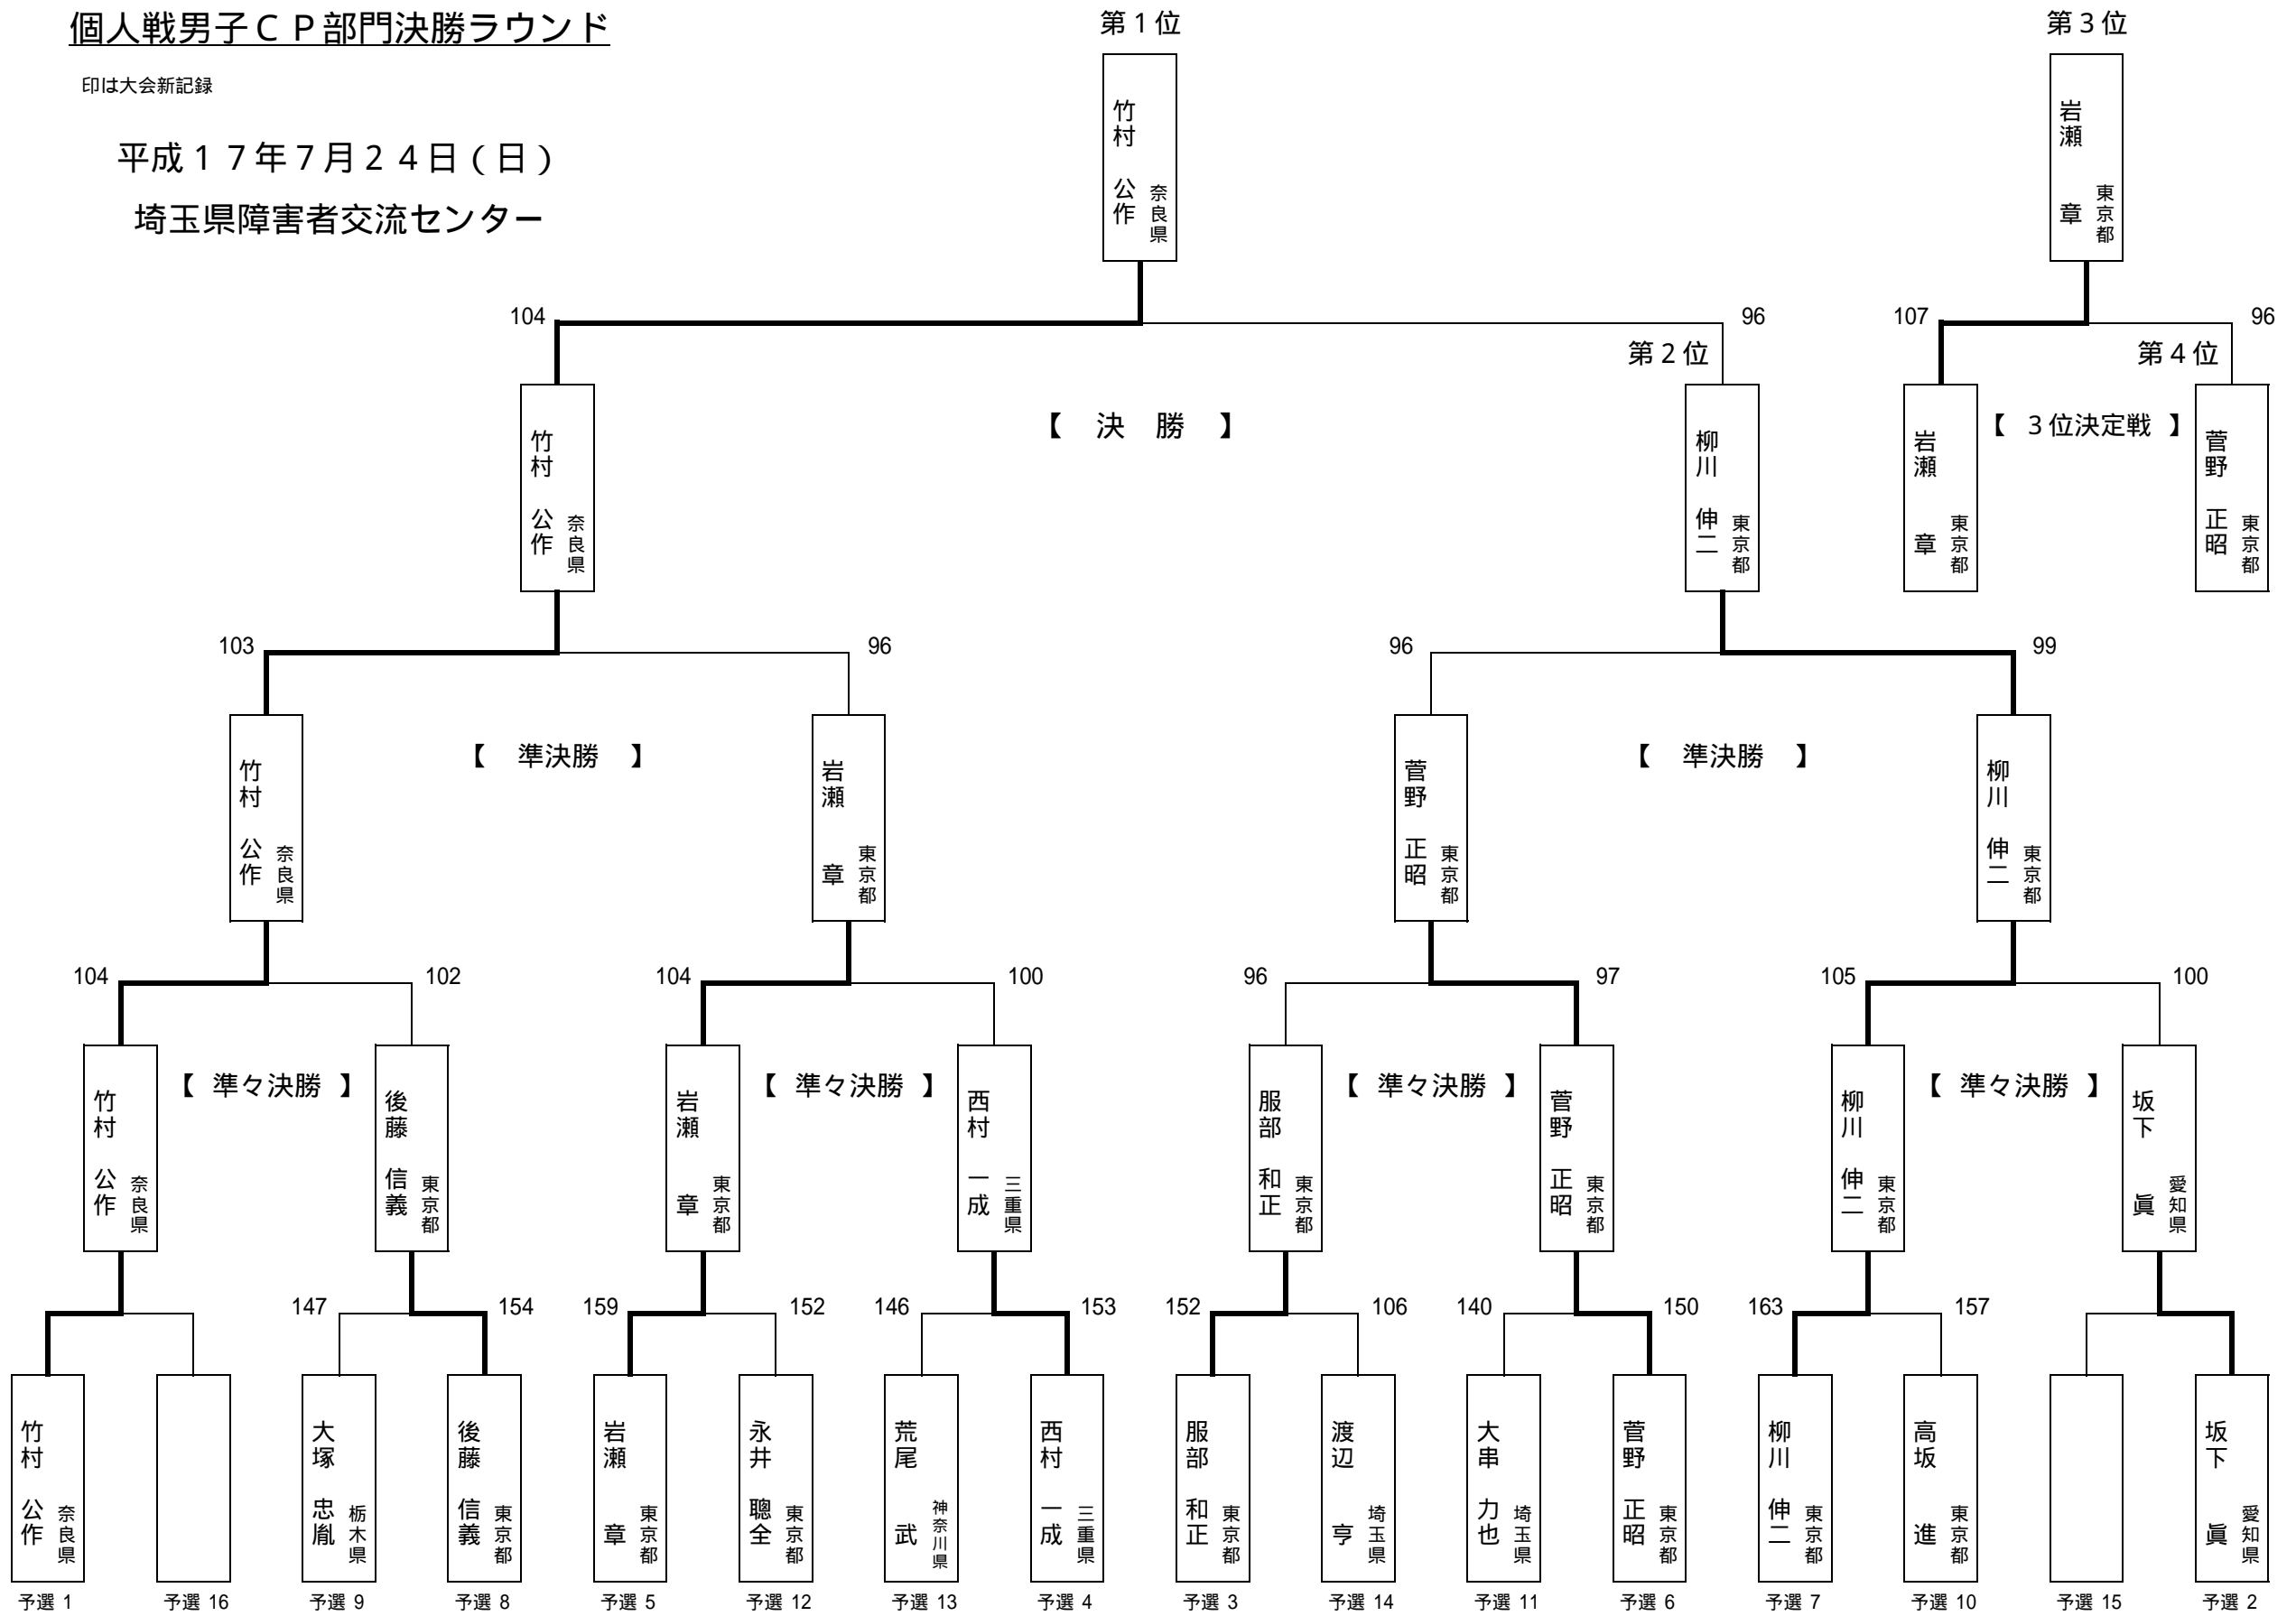 個人戦男子ＣＰ部門決勝ラウンド
印は大会新記録
平成１７年７月２４日（日）
埼玉県障害者交流センター
第１位
第３位
竹村　公作　奈良県
岩瀬　章　東京都
104
96
107
96
第２位
第４位
竹村　公作　奈良県
【　決　勝　】
柳川　伸二　東京都
岩瀬　章　東京都
【　３位決定戦　】
菅野　正昭　東京都
103
96
96
99
竹村　公作　奈良県
【　準決勝　】
岩瀬　章　東京都
菅野　正昭　東京都
【　準決勝　】
柳川　伸二　東京都
104
102
104
100
96
97
105
100
竹村　公作　奈良県
【　準々決勝　】
後藤　信義　東京都
岩瀬　章　東京都
【　準々決勝　】
西村　一成　三重県
服部　和正　東京都
【　準々決勝　】
菅野　正昭　東京都
柳川　伸二　東京都
【　準々決勝　】
坂下　眞　愛知県
147
154
159
152
146
153
152
106
140
150
163
157
竹村　公作　奈良県
大塚　忠胤　栃木県
後藤　信義　東京都
岩瀬　章　東京都
永井　聰全　東京都
荒尾　武　神奈川県
西村　一成　三重県
服部　和正　東京都
渡辺　亨　埼玉県
大串　力也　埼玉県
菅野　正昭　東京都
柳川　伸二　東京都
高坂　進　東京都
坂下　眞　愛知県
予選 1
予選 16
予選 9
予選 8
予選 5
予選 12
予選 13
予選 4
予選 3
予選 14
予選 11
予選 6
予選 7
予選 10
予選 15
予選 2